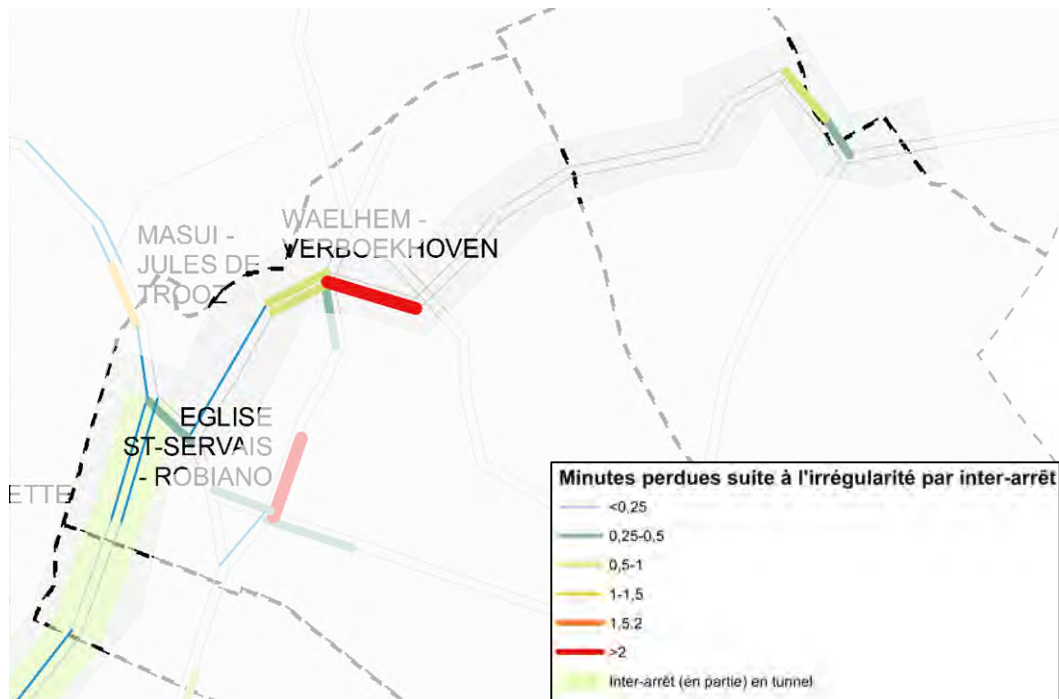 WAELHEM -
VERBOEKHOVEN
MASUI -
JULES DE
TROOZ
EGLISE
ST-SERVAIS
- ROBIANO
ETTE
Minutes perdues suite à l'irrégularité par inter-arrêt
<0,25
0,25-0,5
0,5-1
1-1,5
1,5.2
>2
Inter-arrêt (en partie) en tunnel